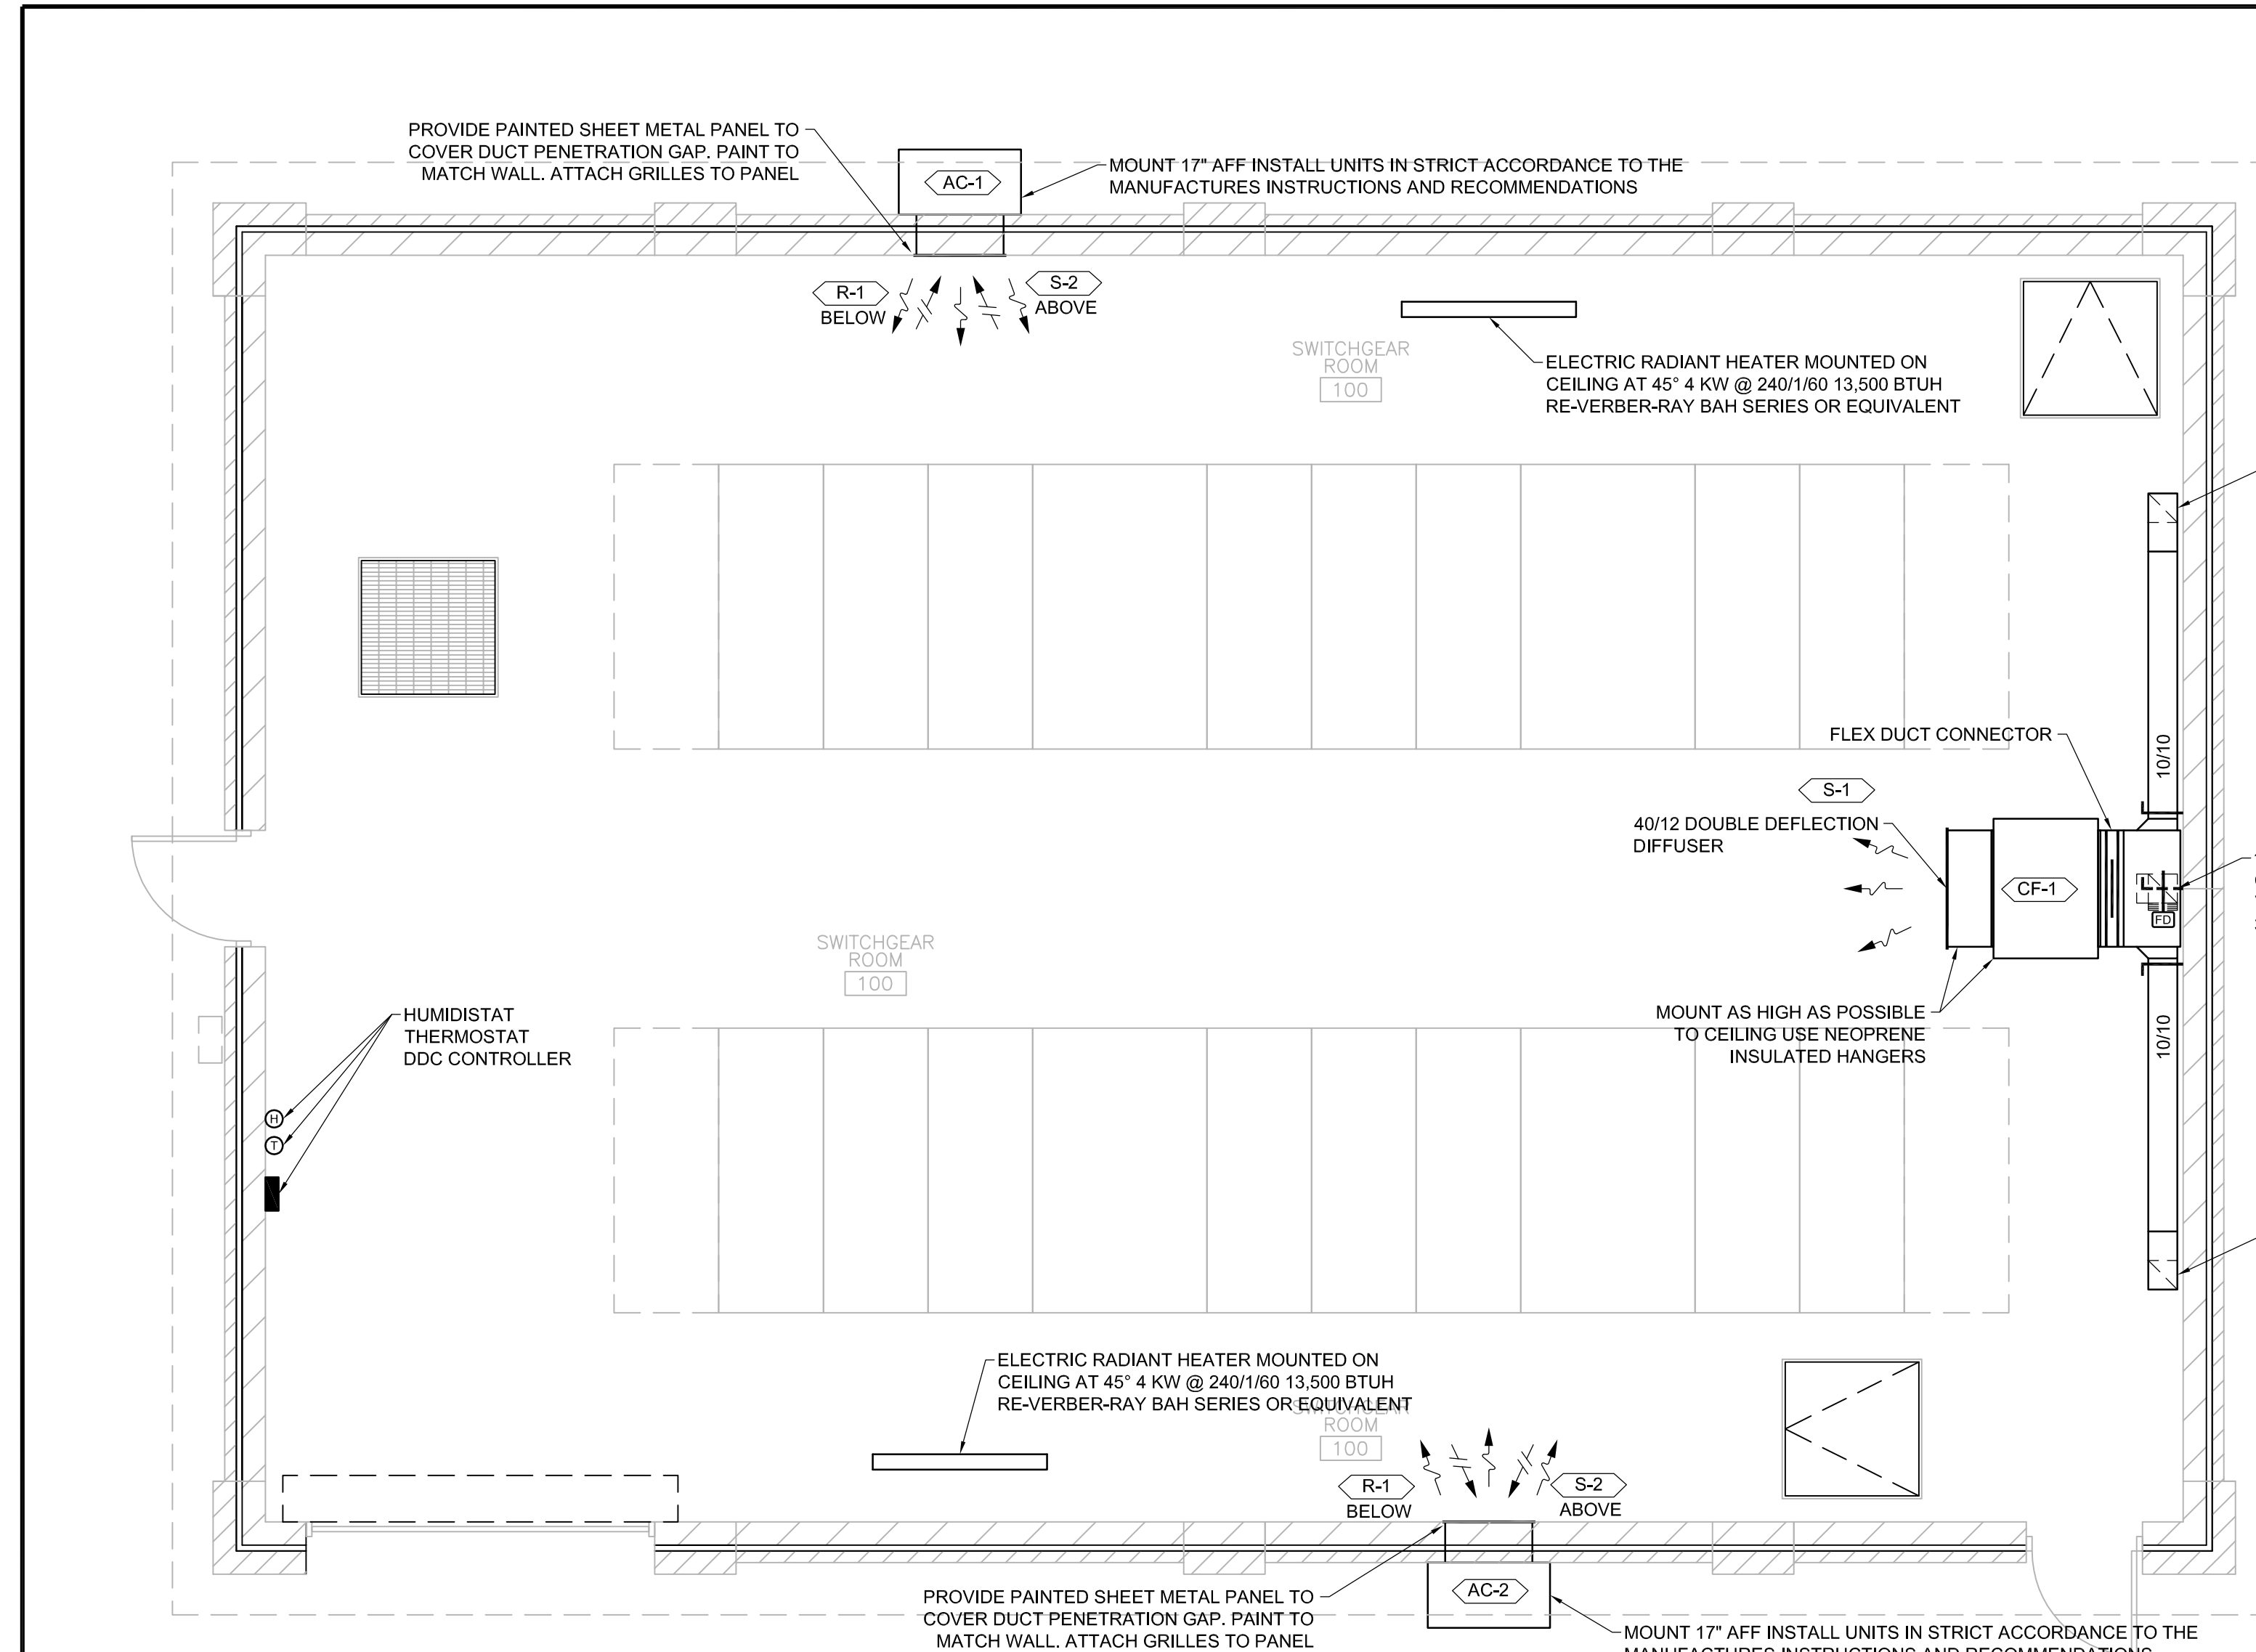 PROVIDE PAINTED SHEET METAL PANEL TO
COVER DUCT PENETRATION GAP. PAINT TO
MATCH WALL. ATTACH GRILLES TO PANEL
AC-1
MOUNT 17" AFF INSTALL UNITS IN STRICT ACCORDANCE TO THE
MANUFACTURES INSTRUCTIONS AND RECOMMENDATIONS
R-1
BELOW
S-2
ABOVE
SWITCHGEAR
ROOM
100
ELECTRIC RADIANT HEATER MOUNTED ON
CEILING AT 45° 4 KW @ 240/1/60 13,500 BTUH
RE-VERBER-RAY BAH SERIES OR EQUIVALENT
FLEX DUCT CONNECTOR
10/10
S-1
40/12 DOUBLE DEFLECTION
DIFFUSER
CF-1
FD
SWITCHGEAR
ROOM
100
MOUNT AS HIGH AS POSSIBLE
TO CEILING USE NEOPRENE
INSULATED HANGERS
10/10
HUMIDISTAT
THERMOSTAT
DDC CONTROLLER
H
T
ELECTRIC RADIANT HEATER MOUNTED ON
CEILING AT 45° 4 KW @ 240/1/60 13,500 BTUH
RE-VERBER-RAY BAH SERIES OR EQUIVALENT
SWITCHGEAR
ROOM
100
R-1
BELOW
S-2
ABOVE
PROVIDE PAINTED SHEET METAL PANEL TO
COVER DUCT PENETRATION GAP. PAINT TO
MATCH WALL. ATTACH GRILLES TO PANEL
AC-2
MOUNT 17" AFF INSTALL UNITS IN STRICT ACCORDANCE TO THE
MANUFACTURES INSTRUCTIONS AND RECOMMENDATIONS